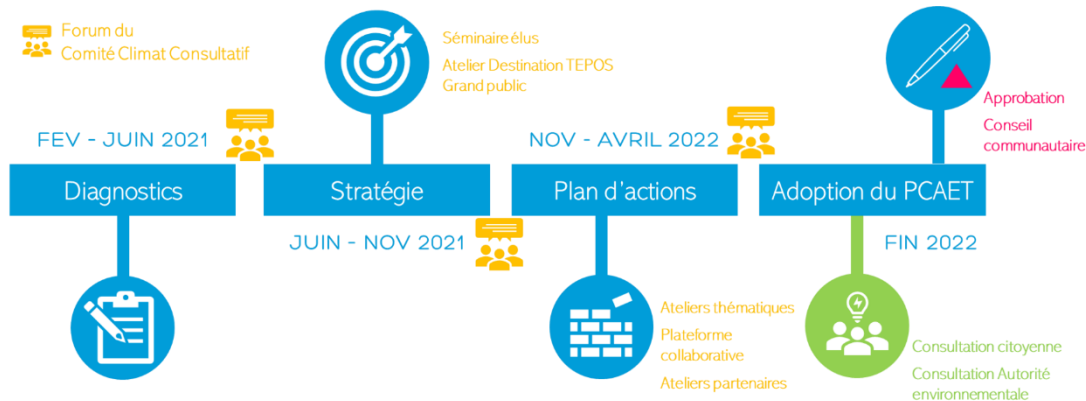 Forum du
Comité Climat Consultatif
Séminaire élus
Atelier Destination TEPOS
Grand public
Approbation
Conseil
communautaire
FEV - JUIN 2021
NOV - AVRIL 2022
Diagnostics
Stratégie
Plan d'actions
Adoption du PCAET
JUIN - NOV 2021
FIN 2022
Ateliers thématiques
Plateforme
collaborative
Ateliers partenaires
Consultation citoyenne
Consultation Autorité
environnementale